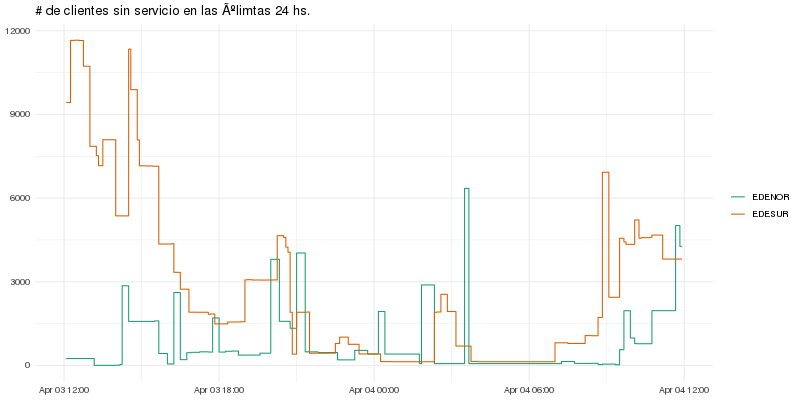 # de clientes sin servicio en las Ãºlimtas 24 hs.
12000
9000
6000
3000
0
Apr 03 12:00
Apr 03 18:00
Apr 04 00:00
Apr 04 06:00
Apr 04 12:00
EDENOR
EDESUR